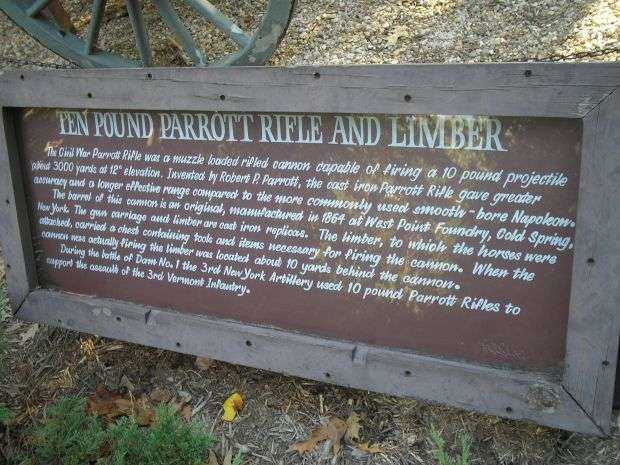 TEN POUND PARROTT RIFLE AND LIMBER
The Civil War Parrott Rifle was a muzzle loaded rifled cannon capable of firing a 10 pound projectile
about 3000 yards at 12° elevation. Invented by Robert P. Parrott, the cast iron Parrott Rifle gave greater
accuracy and a longer effective range compared to the more commonly used smooth-bore Napoleon.
The barrel of this cannon is an original, manufactured in 1864 at West Point Foundry, Cold Spring,
New York. The gun carriage and limber are cast iron replicas. The limber, to which the horses were
attached, carried a chest containing tools and items necessary for firing the cannon. When the
cannon was actually firing the limber was located about 10 yards behind the cannon.
During the battle of Dam No. 1 the 3rd New York Artillery used 10 pound Parrott Rifles to
support the assault of the 3rd Vermont Infantry.